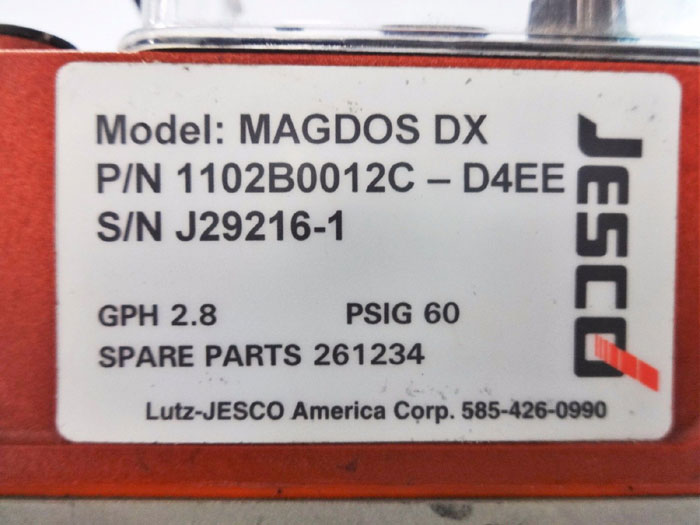 Model: MAGDOS DX
P/N 1102B0012C – D4EE
S/N J29216-1
GPH 2.8 PSIG 60
SPARE PARTS 261234
Lutz-JESCO America Corp. 585-426-0990
JESCO